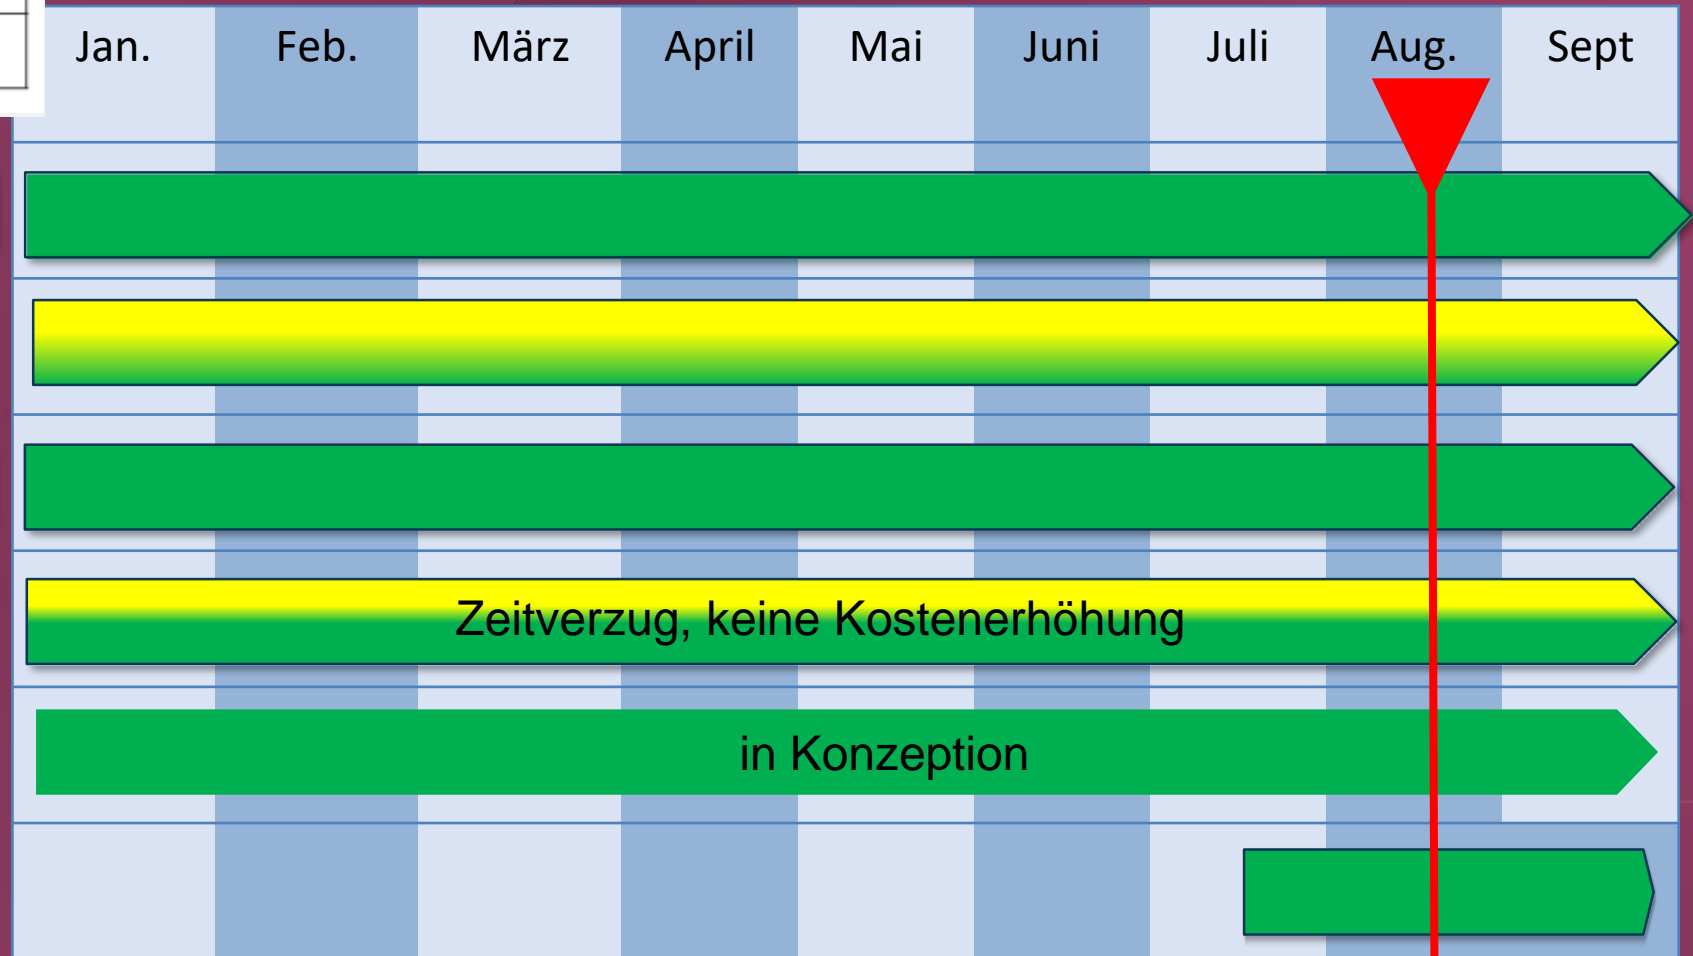 Jan. Feb. März April Mai Juni Juli Aug. Sept
Zeitverzug, keine Kostenerhöhung
in Konzeption